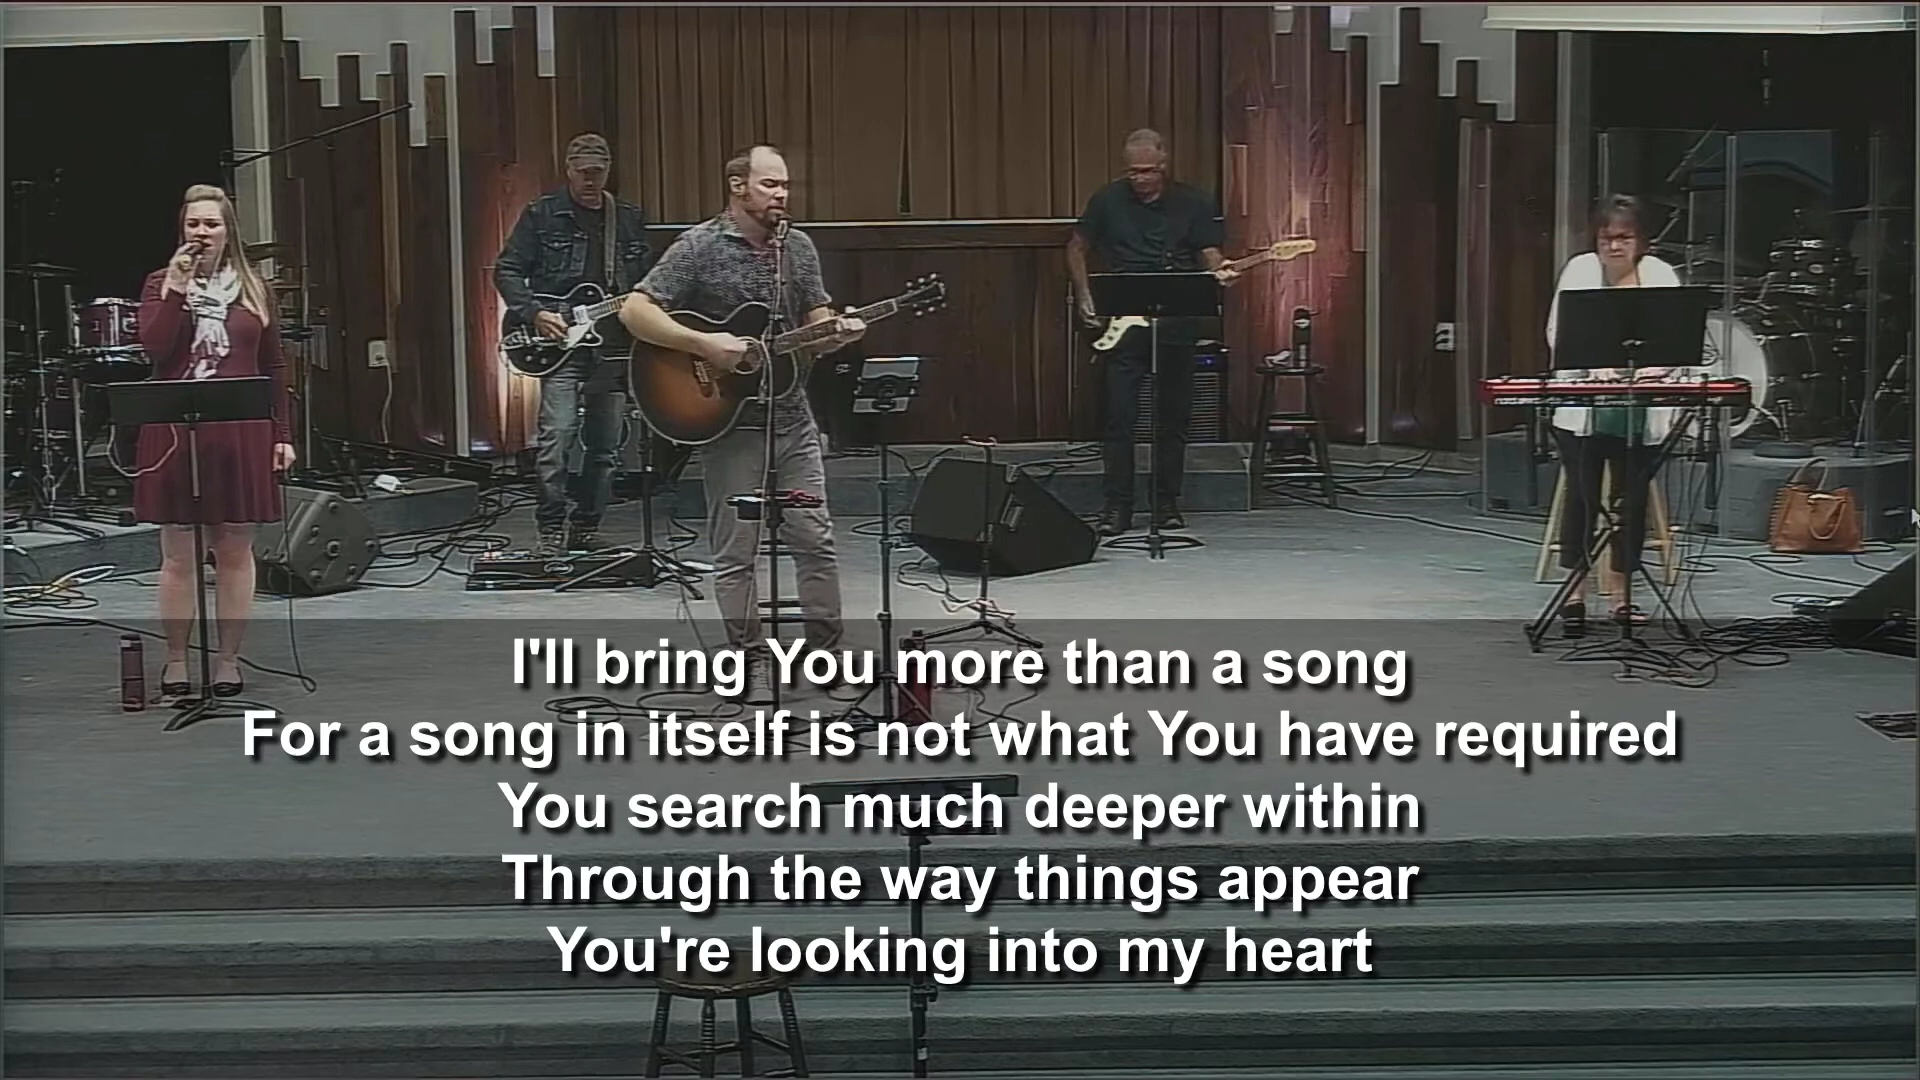 I'll bring You more than a song
For a song in itself is not what You have required
You search much deeper within
Through the way things appear
You're looking into my heart